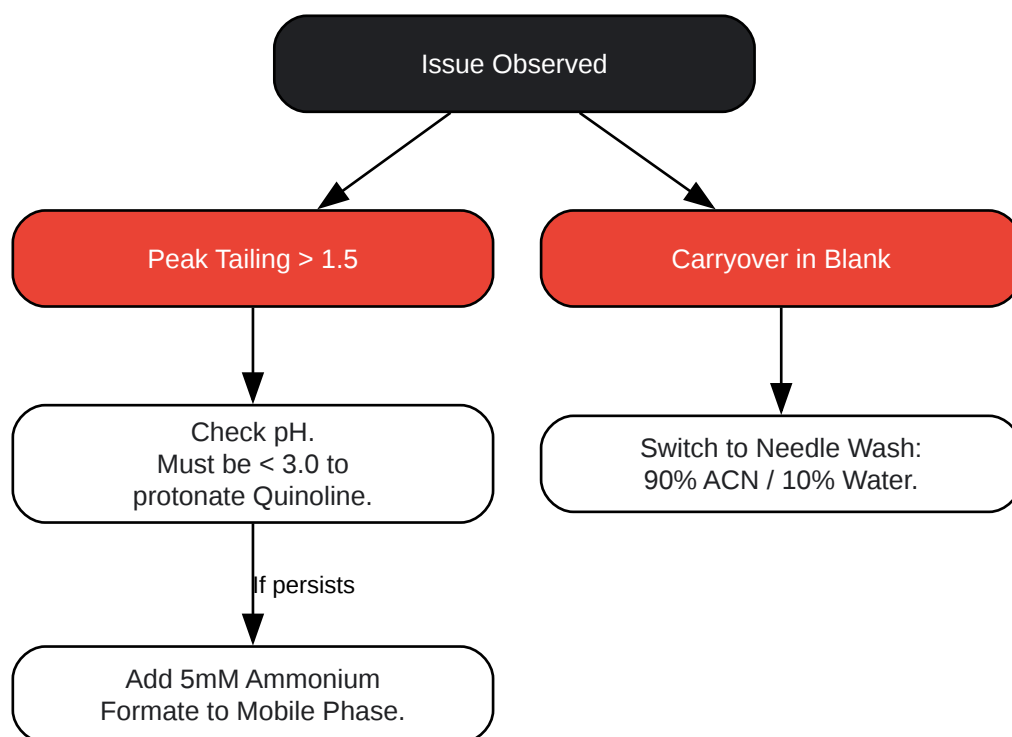 Issue Observed
Peak Tailing > 1.5
Carryover in Blank
Check pH.
Must be < 3.0 to
protonate Quinoline.
Switch to Needle Wash:
90% ACN / 10% Water.
If persists
Add 5mM Ammonium
Formate to Mobile Phase.